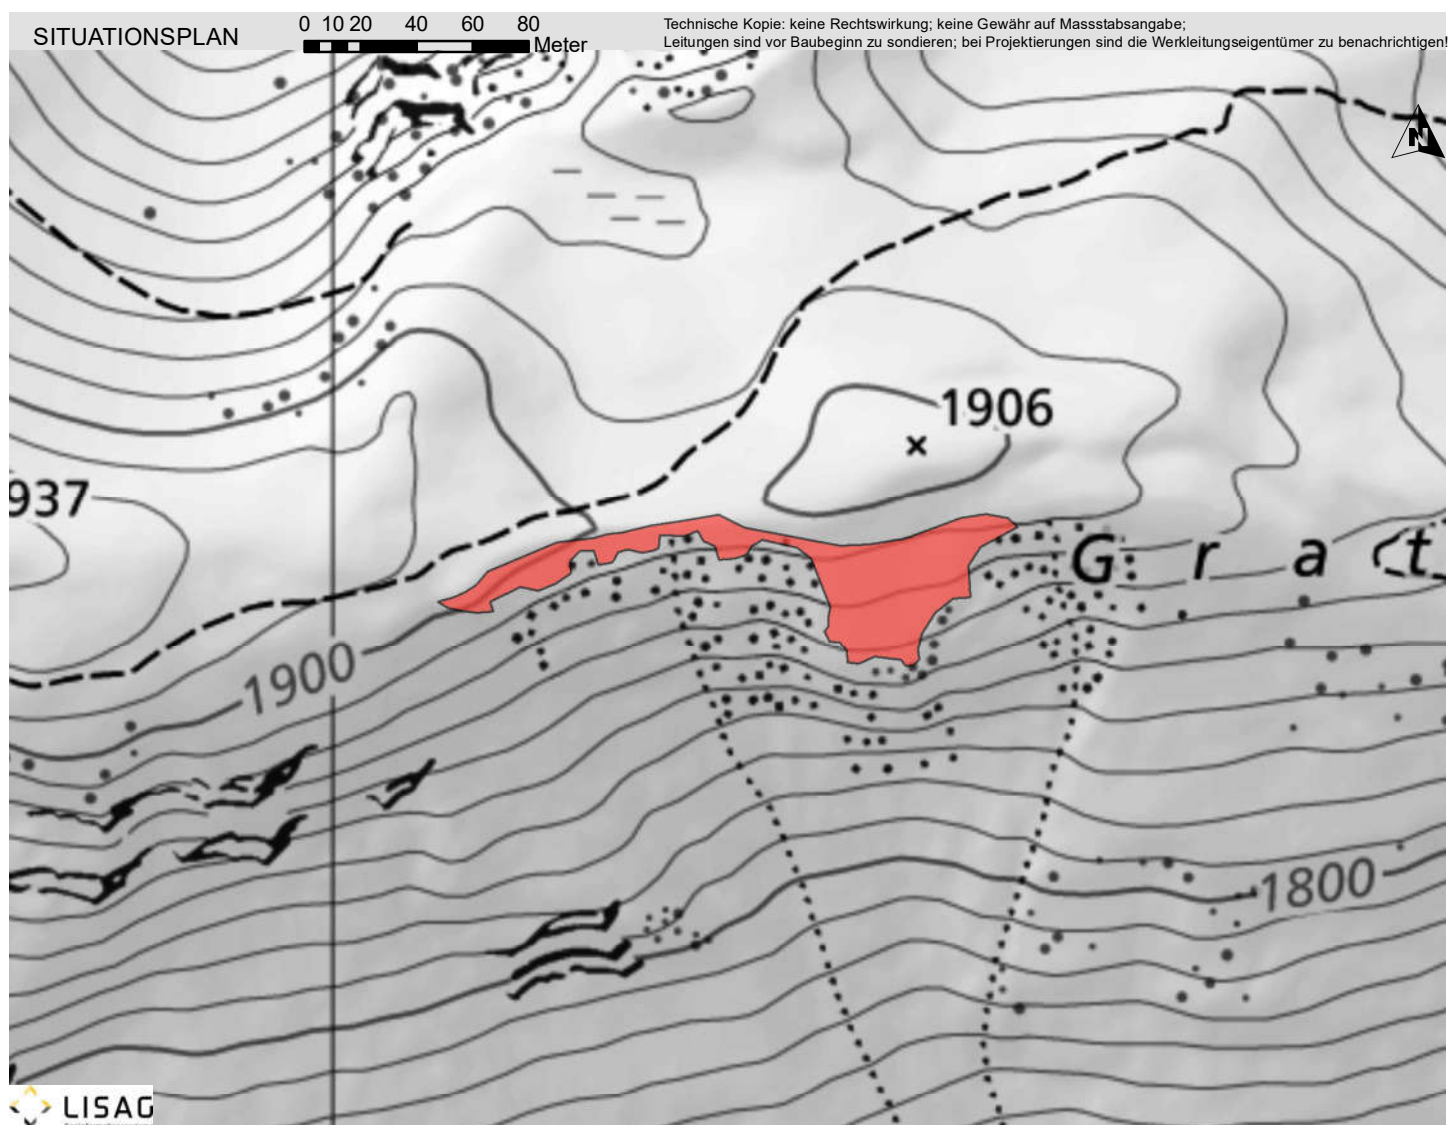 SITUATIONSPLAN
0 10 20 40 60 80
Meter
Technische Kopie: keine Rechtswirkung; keine Gewähr auf Massstabsangabe;
Leitungen sind vor Baubeginn zu sondieren; bei Projektierungen sind die Werkleitungseigentümer zu benachrichtigen!
N
1906
937
Grat
1900
1800
LISAG